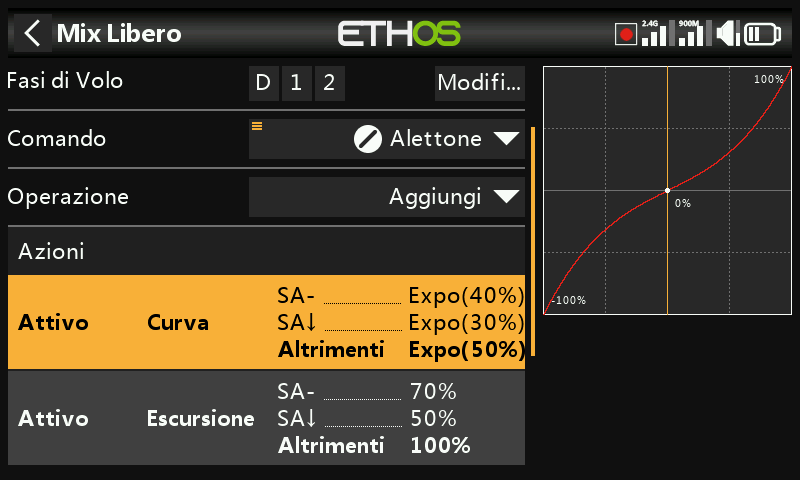 Mix Libero
ETHOS
2.4G
900M
Fasi di Volo
D
1
2
Modifi...
Comando
Alettone
Operazione
Aggiungi
Azioni
Attivo Curva
SA- Expo(40%)
SA↓ Expo(30%)
Altrimenti Expo(50%)
Attivo Escursione
SA- 70%
SA↓ 50%
Altrimenti 100%
100%
0%
-100%